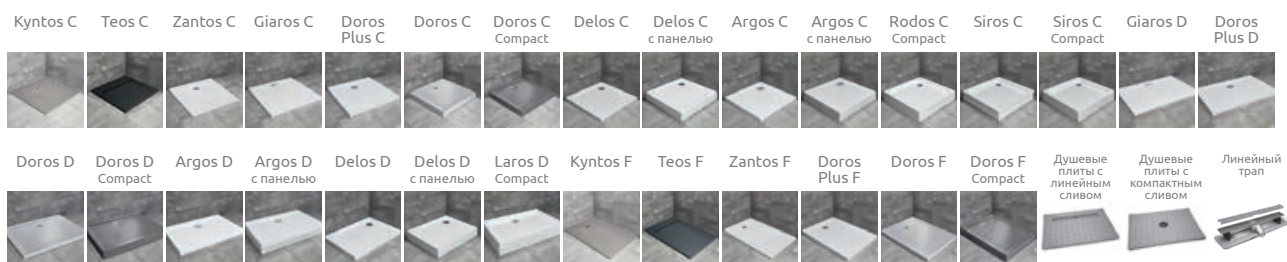 Kyntos C
Teos C
Zantos C
Giaros C
Doros
Plus C
Doros C
Doros C
Compact
Delos C
Delos C
с панелью
Argos C
Argos C
с панелью
Rodos C
Compact
Siros C
Siros C
Compact
Giaros D
Doros
Plus D
Doros D
Doros D
Compact
Argos D
Argos D
с панелью
Delos D
Delos D
с панелью
Laros D
Compact
Kyntos F
Teos F
Zantos F
Doros
Plus F
Doros F
Doros F
Compact
Душевые
плиты с
линейным
сливом
Душевые
плиты с
компактным
сливом
Линейный
трап